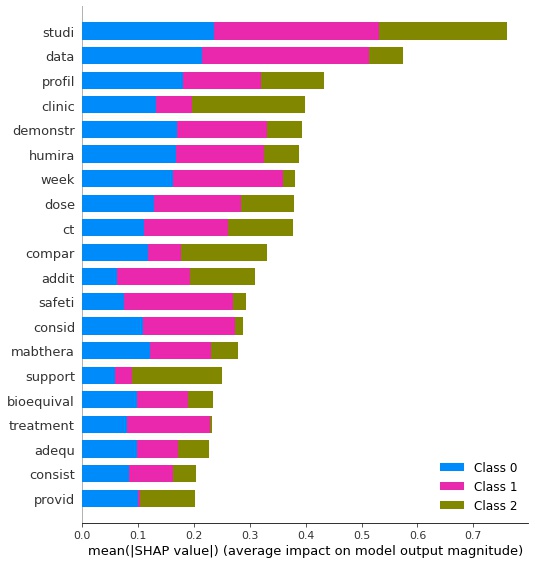 studi
data
profil
clinic
demonstr
humira
week
dose
ct
compar
addit
safeti
consid
mabthera
support
bioequival
treatment
adequ
consist
provid
Class 0
Class 1
Class 2
0.0 0.1 0.2 0.3 0.4 0.5 0.6 0.7
mean(|SHAP value|) (average impact on model output magnitude)